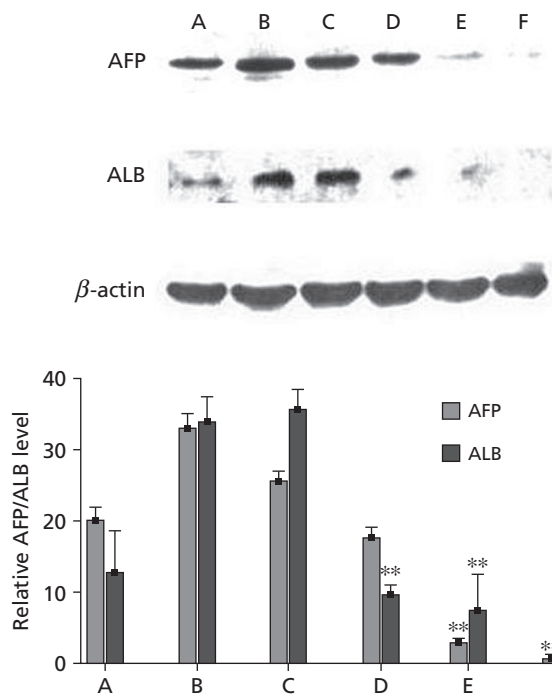 A B C D E F
AFP
ALB
β-actin
40
30
20
10
0
Relative AFP/ALB level
AFP
ALB
**
**
**
A B C D E